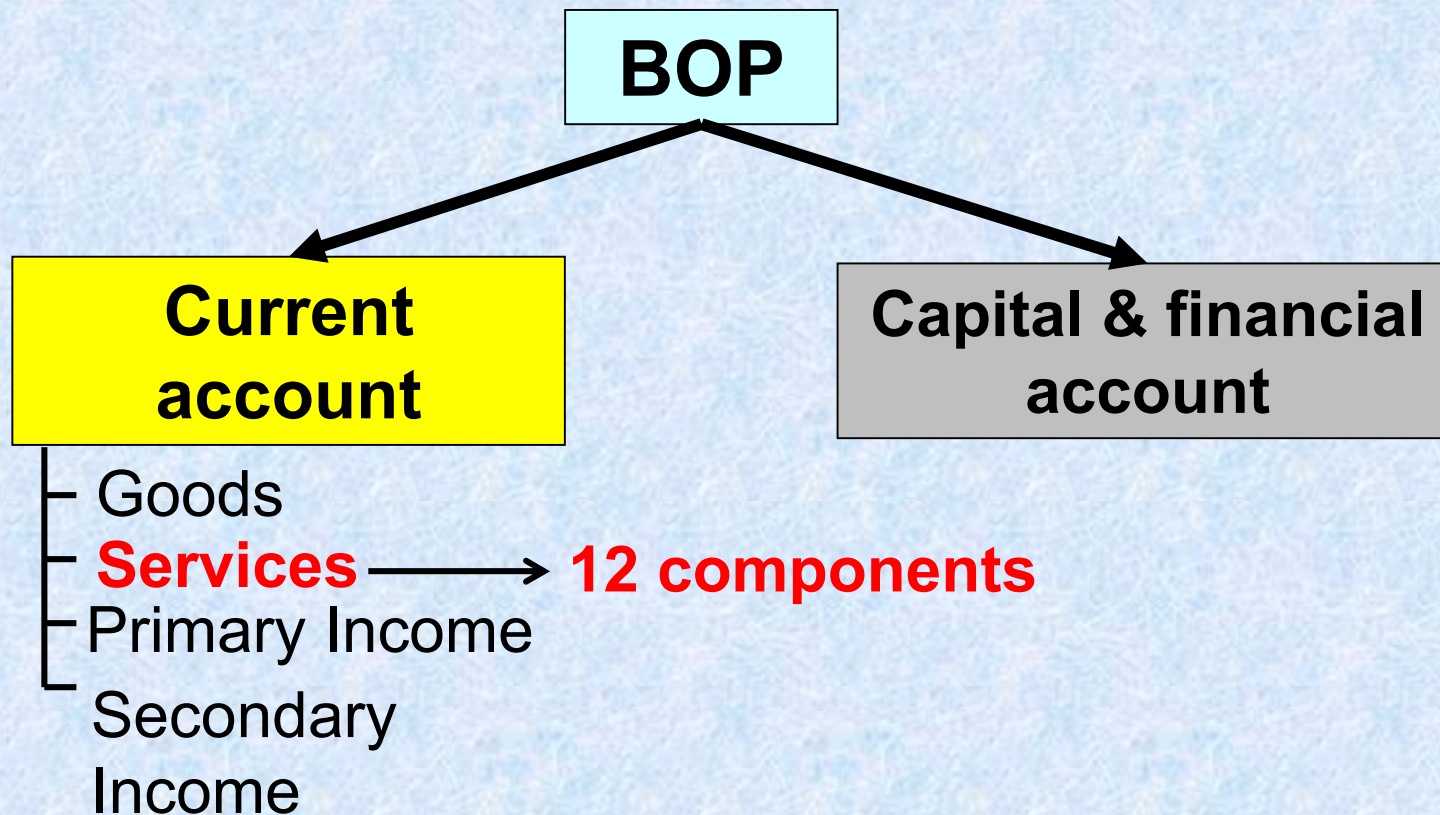 BOP
Current
account
Capital & financial
account
Goods
Services
12 components
Primary Income
Secondary
Income